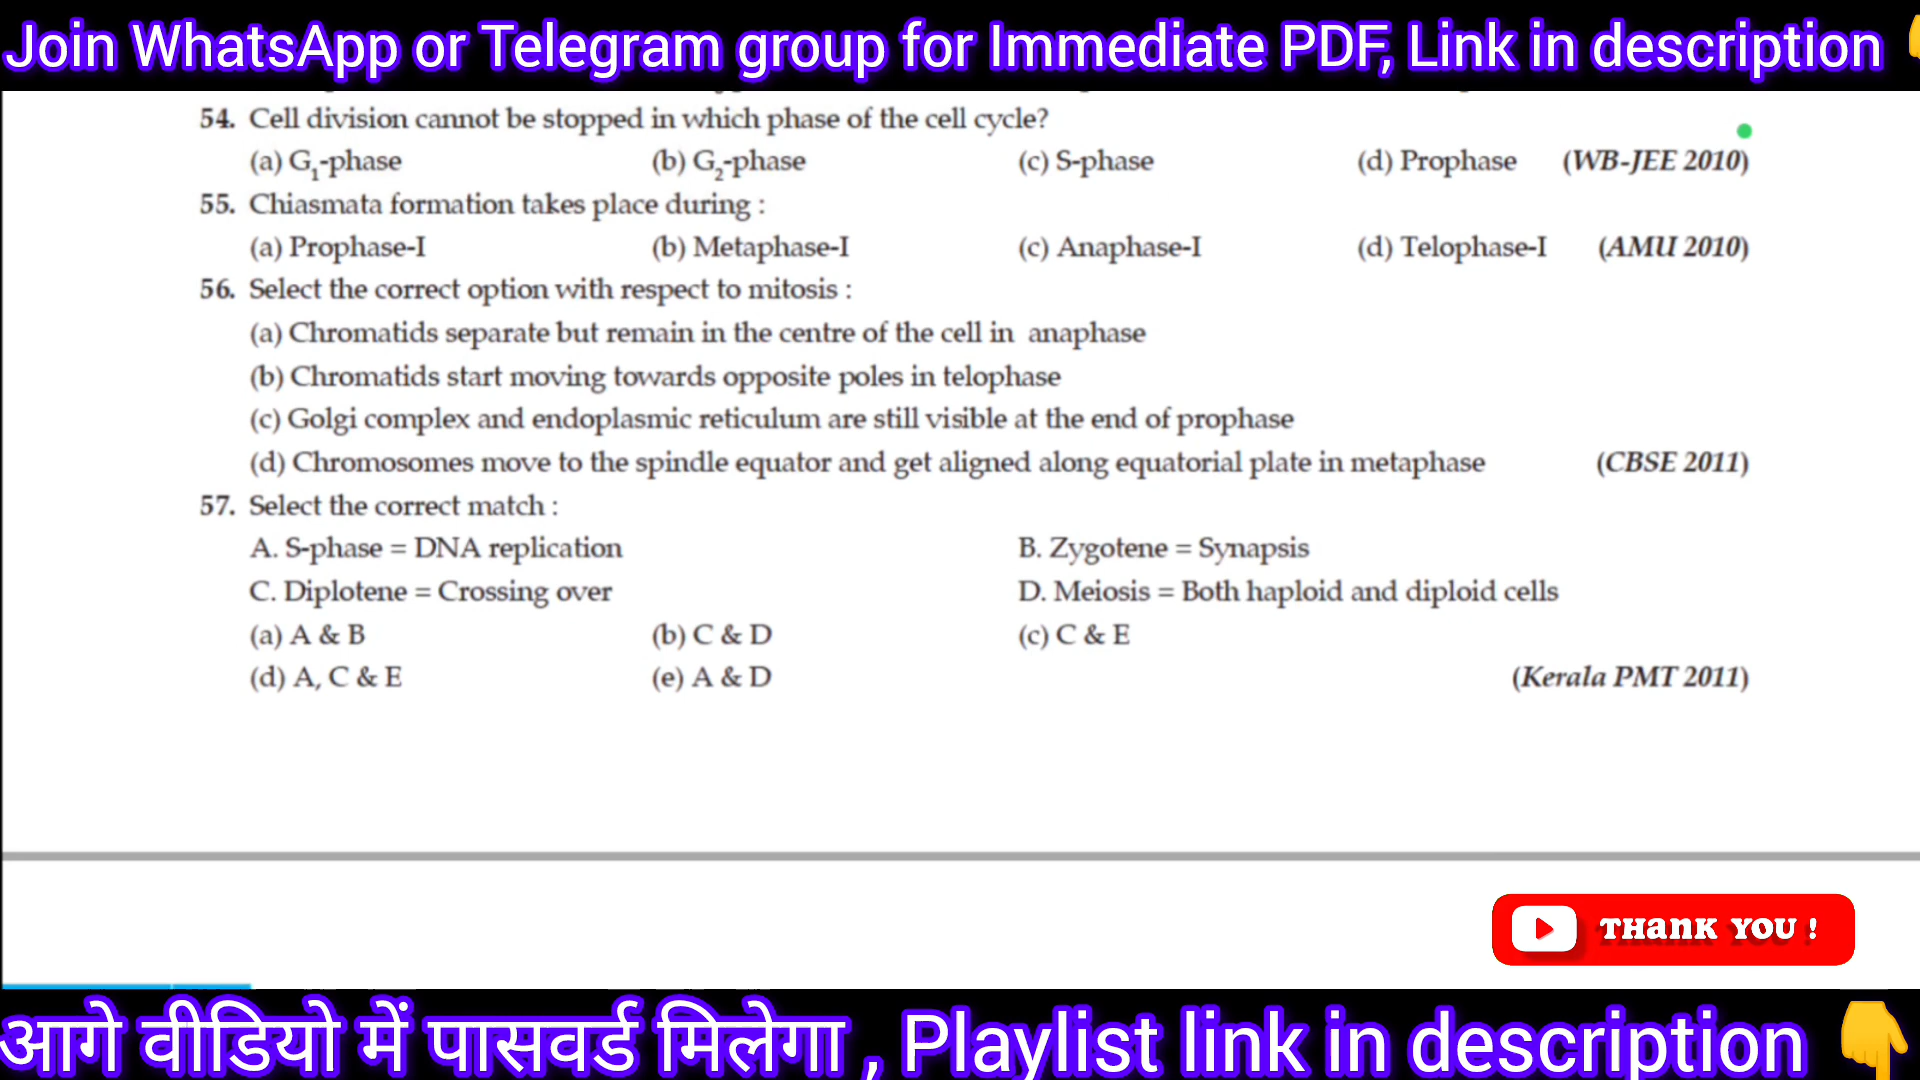 Join WhatsApp or Telegram group for Immediate PDF, Link in description 👇
54. Cell division cannot be stopped in which phase of the cell cycle?
(a) G₁-phase (b) G₂-phase (c) S-phase (d) Prophase (WB-JEE 2010)
55. Chiasmata formation takes place during :
(a) Prophase-I (b) Metaphase-I (c) Anaphase-I (d) Telophase-I (AMU 2010)
56. Select the correct option with respect to mitosis :
(a) Chromatids separate but remain in the centre of the cell in anaphase
(b) Chromatids start moving towards opposite poles in telophase
(c) Golgi complex and endoplasmic reticulum are still visible at the end of prophase
(d) Chromosomes move to the spindle equator and get aligned along equatorial plate in metaphase (CBSE 2011)
57. Select the correct match :
A. S-phase = DNA replication B. Zygotene = Synapsis
C. Diplotene = Crossing over D. Meiosis = Both haploid and diploid cells
(a) A & B (b) C & D (c) C & E
(d) A, C & E (e) A & D (Kerala PMT 2011)
THANK YOU !
आगे वीडियो में पासवर्ड मिलेगा , Playlist link in description 👇